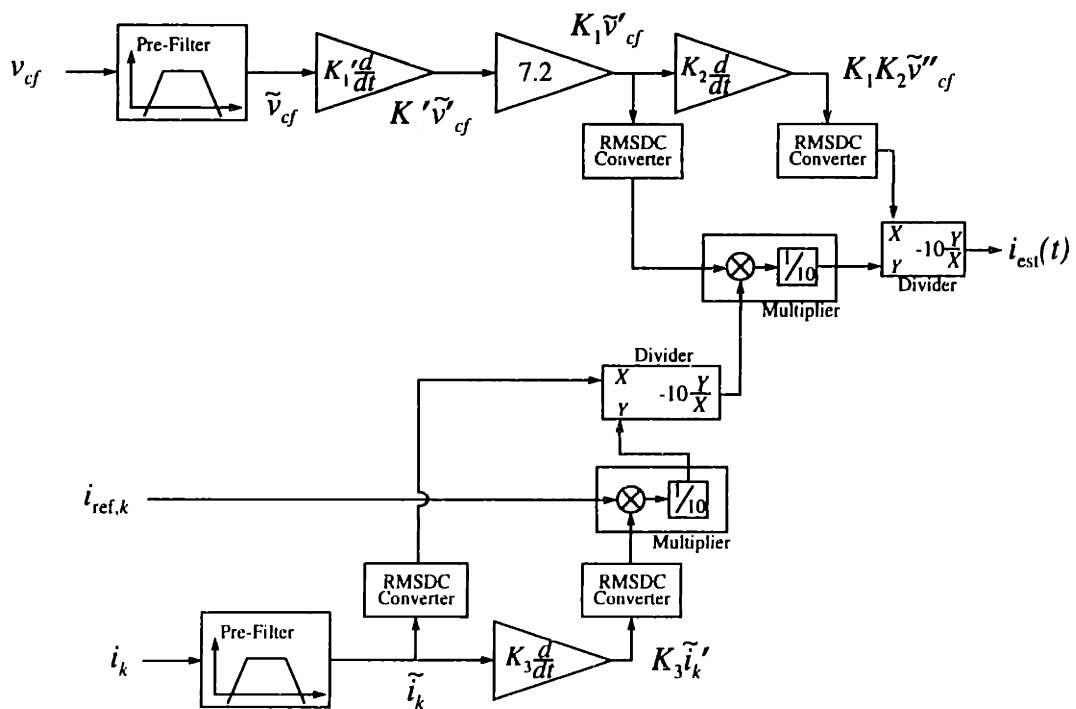 v_cf
Pre-Filter
ṽ_cf
K₁' d/dt
K 'ṽ'_cf
7.2
K₁ṽ'_cf
K₂ d/dt
K₁K₂ṽ''_cf
RMSDC
Converter
RMSDC
Converter
X
Y
-10 Y/X
Divider
i_est(t)
1/10
Multiplier
Divider
X
Y
-10 Y/X
i_ref,k
1/10
Multiplier
RMSDC
Converter
RMSDC
Converter
i_k
Pre-Filter
ĩ_k
K₃ d/dt
K₃ĩ_k'